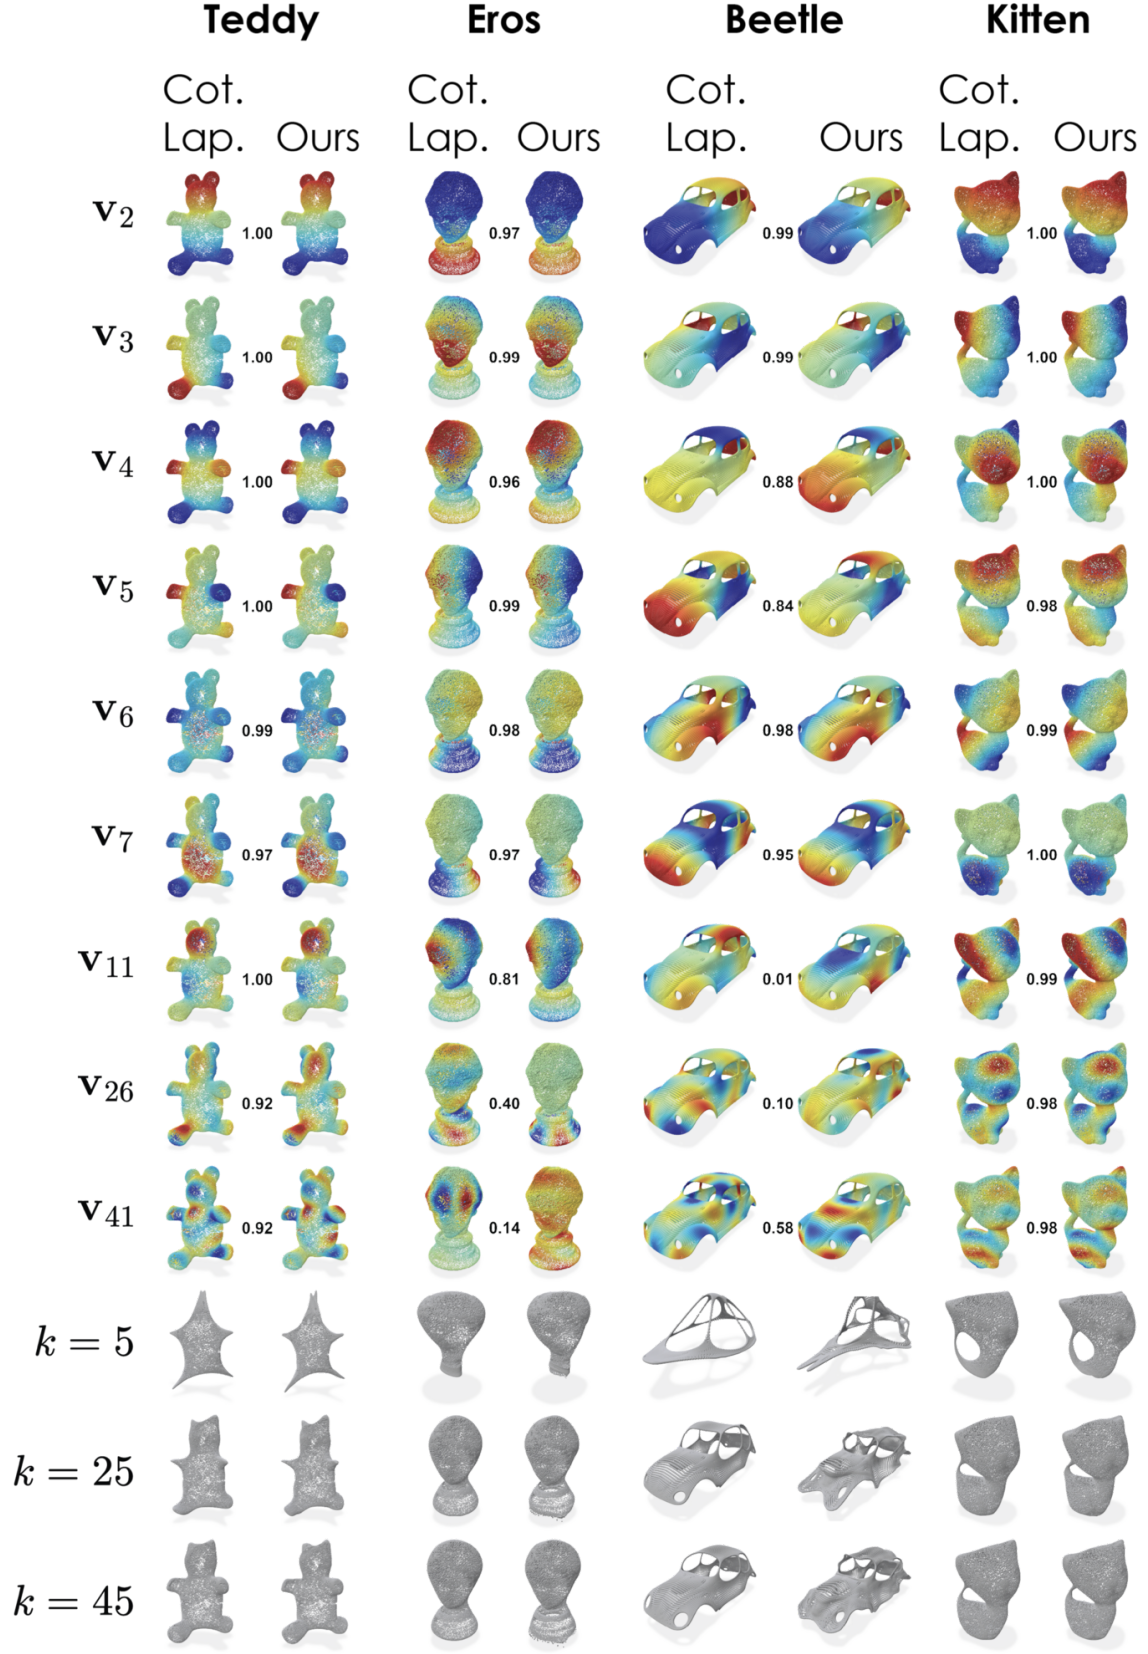 Teddy Eros Beetle Kitten
Cot. Cot. Cot. Cot.
Lap. Ours Lap. Ours Lap. Ours Lap. Ours
v₂ 1.00 0.97 0.99 1.00
v₃ 1.00 0.99 0.99 1.00
v₄ 1.00 0.96 0.88 1.00
v₅ 1.00 0.99 0.84 0.98
v₆ 0.99 0.98 0.98 0.99
v₇ 0.97 0.97 0.95 1.00
v₁₁ 1.00 0.81 0.01 0.99
v₂₆ 0.92 0.40 0.10 0.98
v₄₁ 0.92 0.14 0.58 0.98
k = 5
k = 25
k = 45